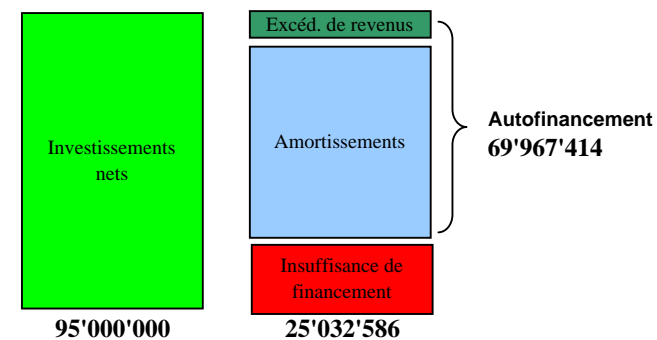 Excéd. de revenus
Investissements
nets
Amortissements
Autofinancement
69'967'414
Insuffisance de
financement
95'000'000
25'032'586